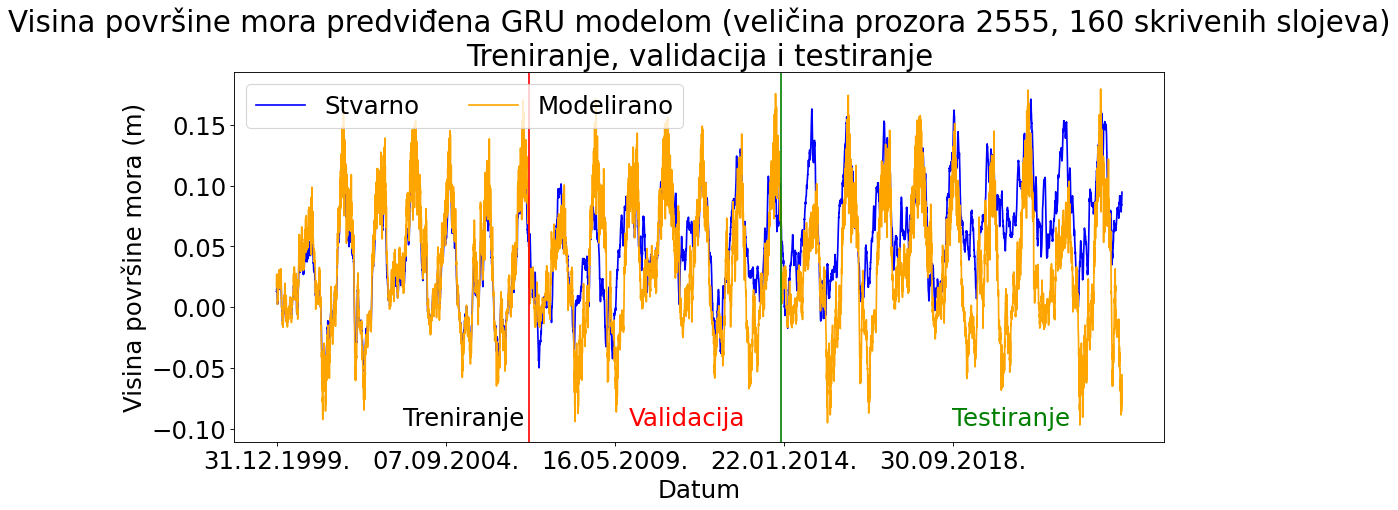 Visina površine mora predviđena GRU modelom (veličina prozora 2555, 160 skrivenih slojeva)
Treniranje, validacija i testiranje
Stvarno Modelirano
Visina površine mora (m)
0.15
0.10
0.05
0.00
−0.05
−0.10
Treniranje Validacija Testiranje
31.12.1999. 07.09.2004. 16.05.2009. 22.01.2014. 30.09.2018.
Datum